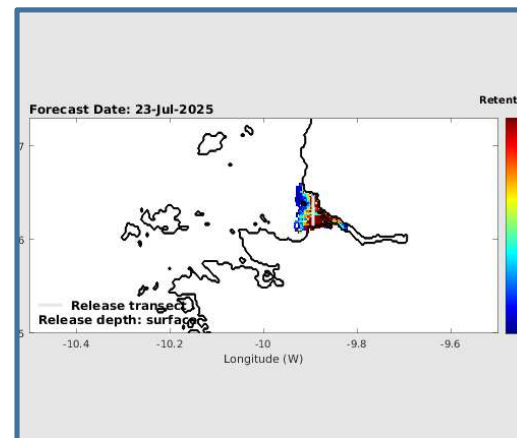 Retent
Forecast Date: 23-Jul-2025
7
6
5
Release transect
Release depth: surface
-10.4 -10.2 -10 -9.8 -9.6
Longitude (W)